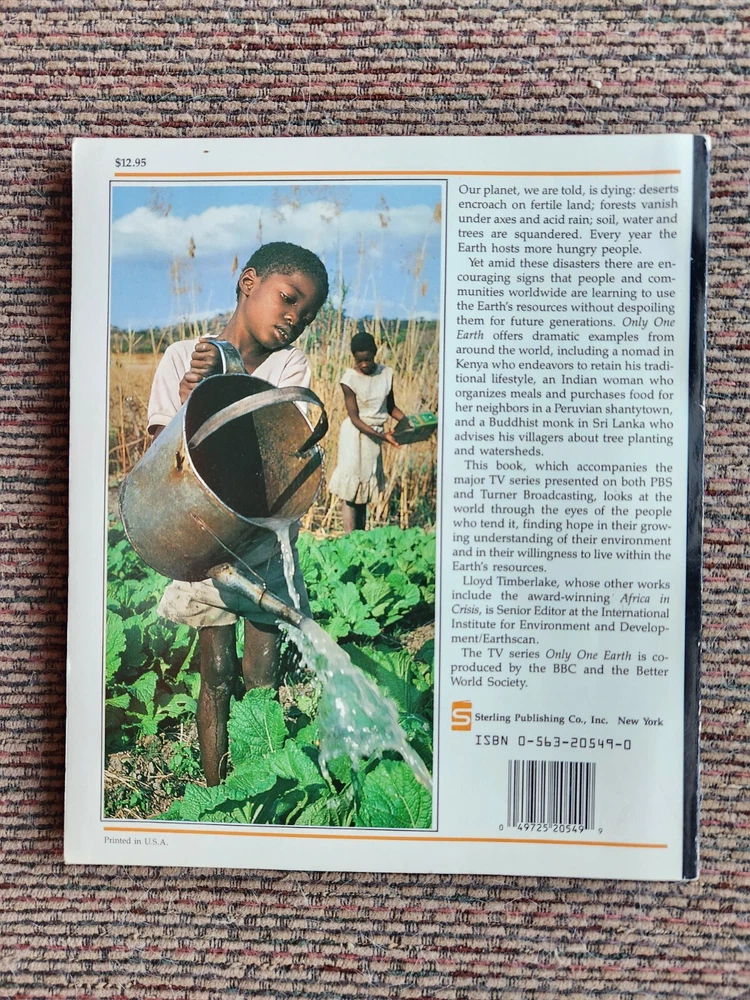 $12.95
Our planet, we are told, is dying: deserts
encroach on fertile land; forests vanish
under axes and acid rain; soil, water and
trees are squandered. Every year the
Earth hosts more hungry people.
Yet amid these disasters there are en-
couraging signs that people and com-
munities worldwide are learning to use
the Earth's resources without despoiling
them for future generations. Only One
Earth offers dramatic examples from
around the world, including a nomad in
Kenya who endeavors to retain his tradi-
tional lifestyle, an Indian woman who
organizes meals and purchases food for
her neighbors in a Peruvian shantytown,
and a Buddhist monk in Sri Lanka who
advises his villagers about tree planting
and watersheds.
This book, which accompanies the
major TV series presented on both PBS
and Turner Broadcasting, looks at the
world through the eyes of the people
who tend it, finding hope in their grow-
ing understanding of their environment
and in their willingness to live within the
Earth's resources.
Lloyd Timberlake, whose other works
include the award-winning Africa in
Crisis, is Senior Editor at the International
Institute for Environment and Develop-
ment/Earthscan.
The TV series Only One Earth is co-
produced by the BBC and the Better
World Society.
S Sterling Publishing Co., Inc. New York
ISBN 0-563-20549-0
0 49725 20549 9
Printed in U.S.A.